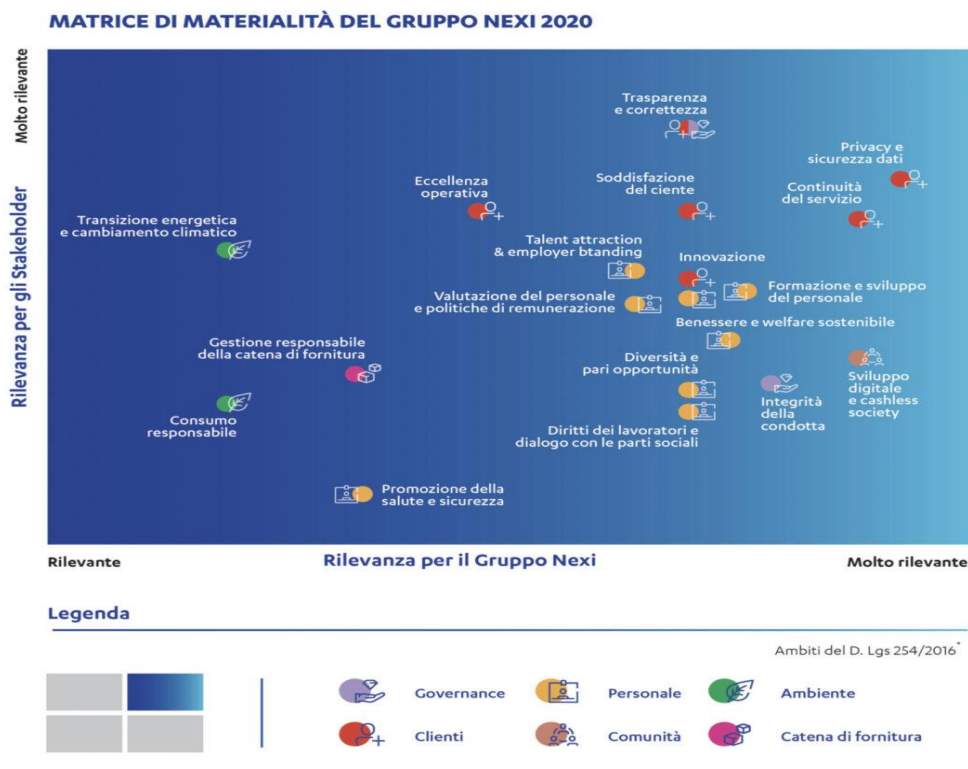 MATRICE DI MATERIALITÀ DEL GRUPPO NEXI 2020
Molto rilevante
Rilevanza per gli Stakeholder
Trasparenza
e correttezza
Privacy e
sicurezza dati
Eccellenza
operativa
Soddisfazione
del ciente
Continuità
del servizio
Transizione energetica
e cambiamento climatico
Talent attraction
& employer btanding
Innovazione
Valutazione del personale
e politiche di remunerazione
Formazione e sviluppo
del personale
Benessere e welfare sostenibile
Gestione responsabile
della catena di fornitura
Diversità e
pari opportunità
Sviluppo
digitale
e cashless
society
Integrità
della
condotta
Consumo
responsabile
Diritti dei lavoratori e
dialogo con le parti sociali
Promozione della
salute e sicurezza
Rilevante
Rilevanza per il Gruppo Nexi
Molto rilevante
Legenda
Ambiti del D. Lgs 254/2016*
Governance
Personale
Ambiente
Clienti
Comunità
Catena di fornitura